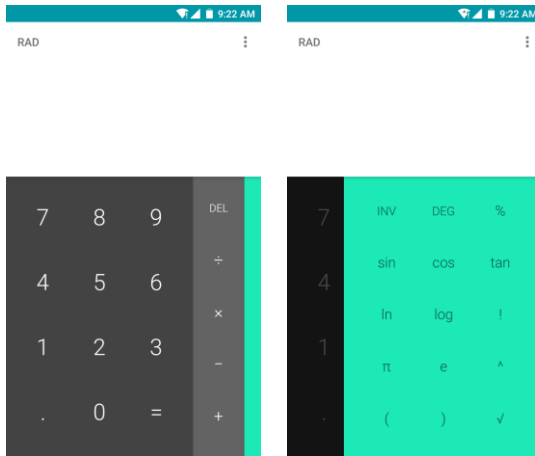 9:22 AM
RAD
7 8 9 DEL
÷
4 5 6
×
1 2 3
−
. 0 = +
9:22 AM
RAD
7 INV DEG %
sin cos tan
4
ln log !
1
π e ^
. ( ) √